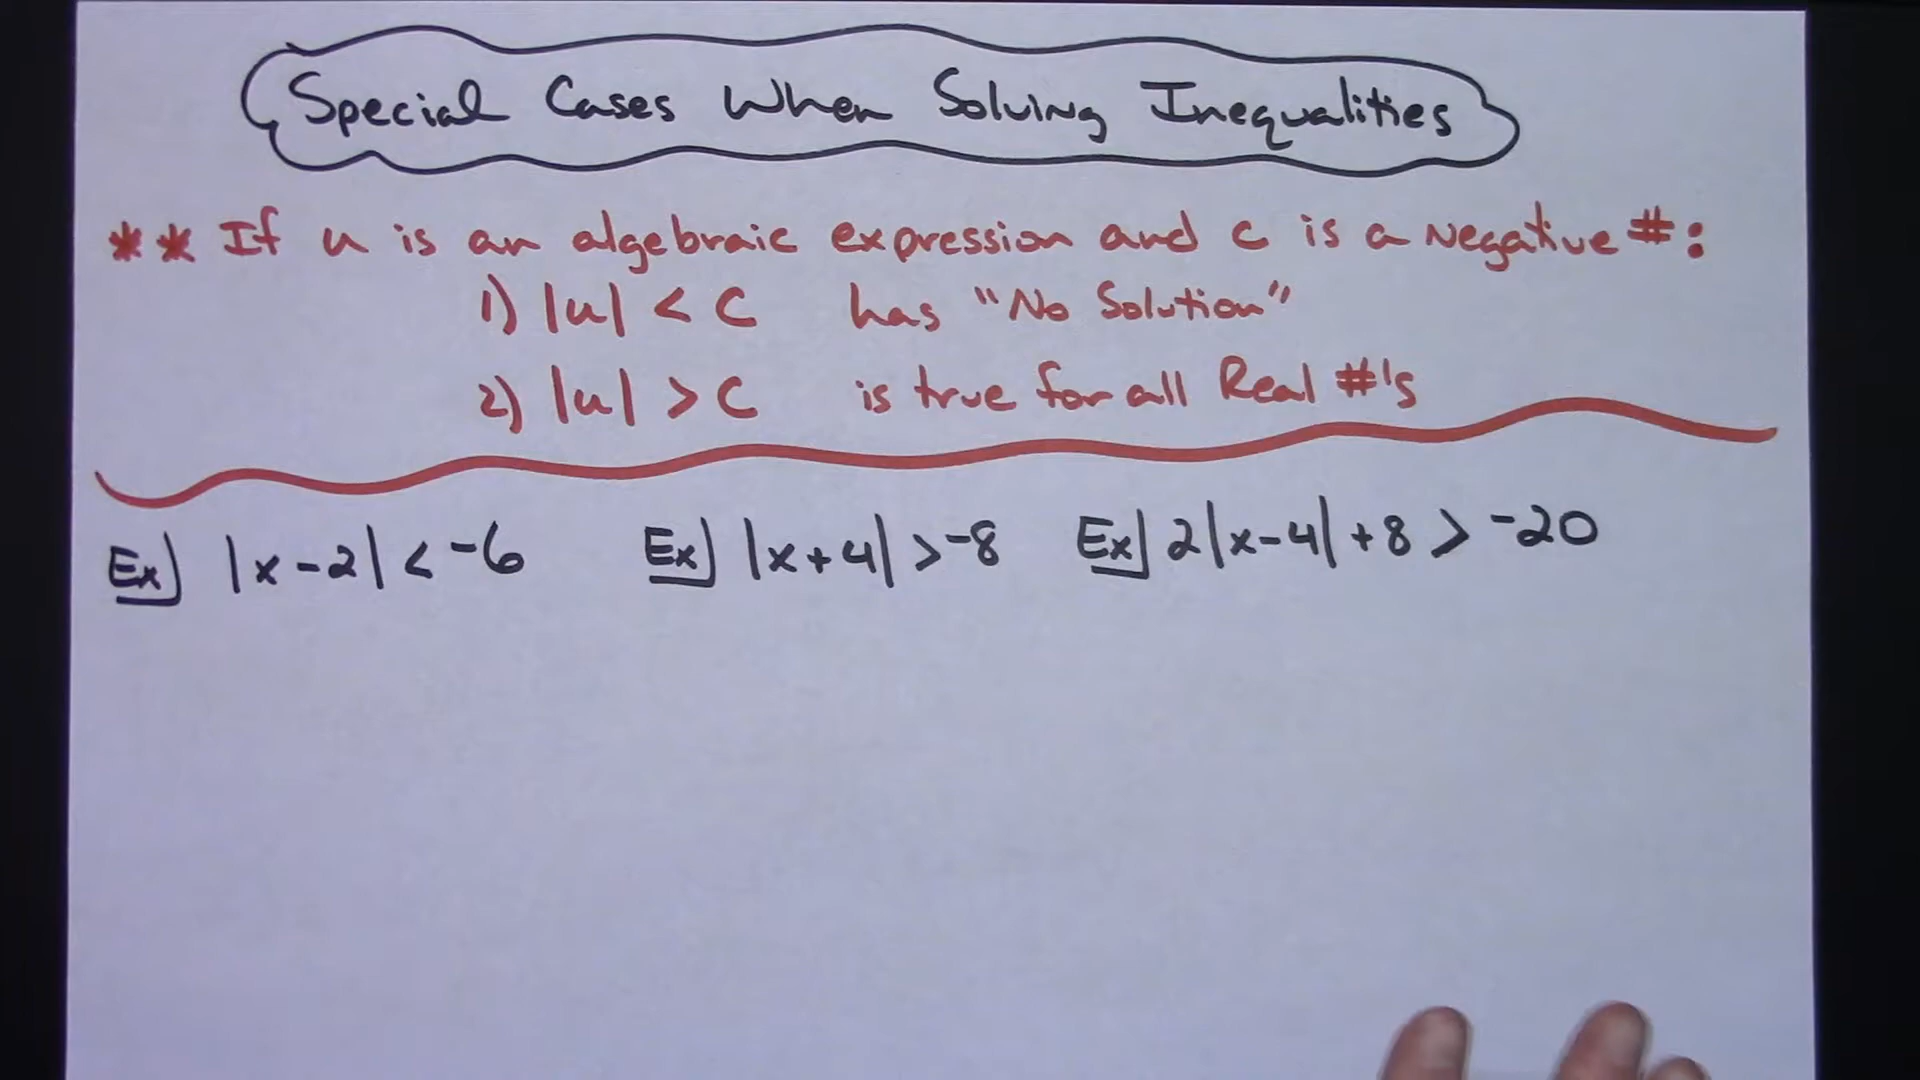 Special Cases When Solving Inequalities
** If u is an algebraic expression and c is a negative #:
1) |u| < c has "No Solution"
2) |u| > c is true for all Real #'s
Ex] |x-2| < -6 Ex] |x+4| > -8 Ex] 2|x-4| + 8 > -20